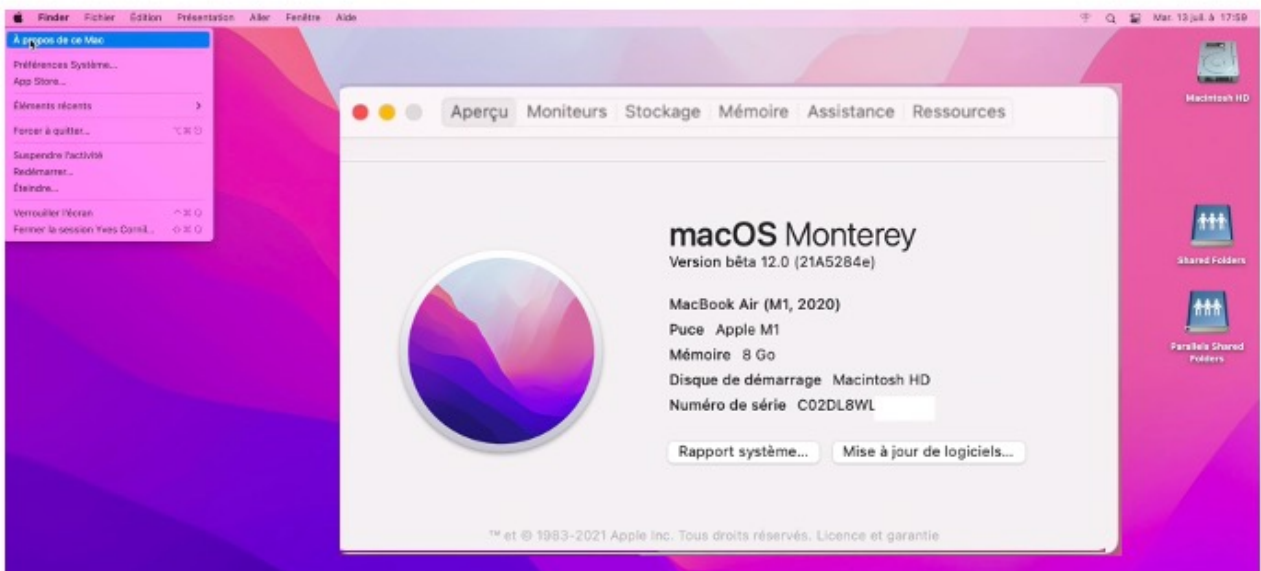 Finder Fichier Édition Présentation Aller Fenêtre Aide
Mar. 13 juil. à 17:59
À propos de ce Mac
Préférences Système...
App Store...
Éléments récents >
Forcer à quitter...
Suspendre l'activité
Redémarrer...
Éteindre...
Verrouiller l'écran
Fermer la session Yves Cornil...
Aperçu Moniteurs Stockage Mémoire Assistance Ressources
macOS Monterey
Version bêta 12.0 (21A5284e)
MacBook Air (M1, 2020)
Puce Apple M1
Mémoire 8 Go
Disque de démarrage Macintosh HD
Numéro de série C02DL8WL
Rapport système... Mise à jour de logiciels...
™ et © 1983-2021 Apple Inc. Tous droits réservés. Licence et garantie
Macintosh HD
Shared Folders
Parallels Shared
Folders